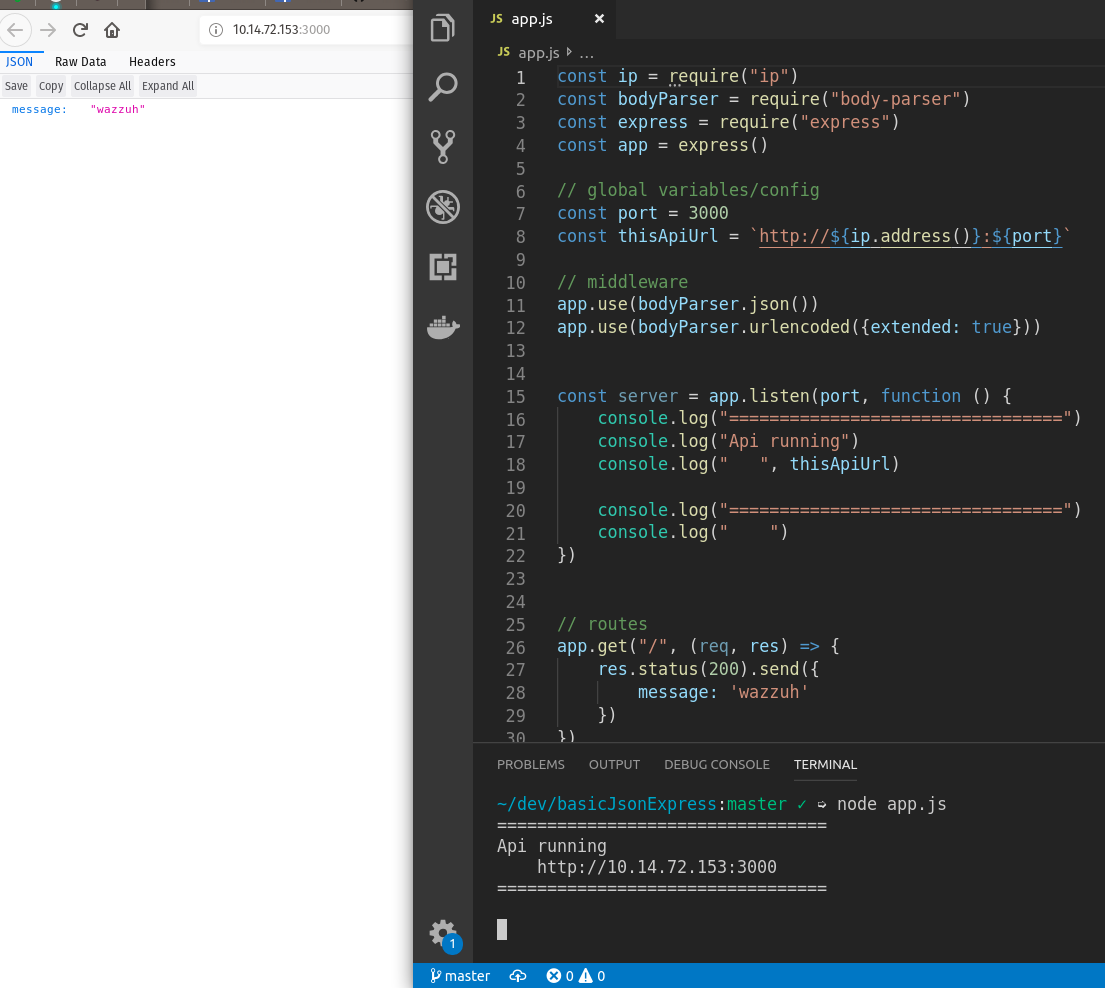 10.14.72.153:3000
JSON Raw Data Headers
Save Copy Collapse All Expand All
message: "wazzuh"
JS app.js ×
JS app.js › ...
1 const ip = require("ip")
2 const bodyParser = require("body-parser")
3 const express = require("express")
4 const app = express()
5
6 // global variables/config
7 const port = 3000
8 const thisApiUrl = `http://${ip.address()}:${port}`
9
10 // middleware
11 app.use(bodyParser.json())
12 app.use(bodyParser.urlencoded({extended: true}))
13
14
15 const server = app.listen(port, function () {
16 console.log("=================================")
17 console.log("Api running")
18 console.log("   ", thisApiUrl)
19
20 console.log("=================================")
21 console.log("    ")
22 })
23
24
25 // routes
26 app.get("/", (req, res) => {
27 res.status(200).send({
28 message: 'wazzuh'
29 })
30 })
PROBLEMS OUTPUT DEBUG CONSOLE TERMINAL
~/dev/basicJsonExpress:master ✓ ➭ node app.js
=================================
Api running
http://10.14.72.153:3000
=================================
1
master 0 0